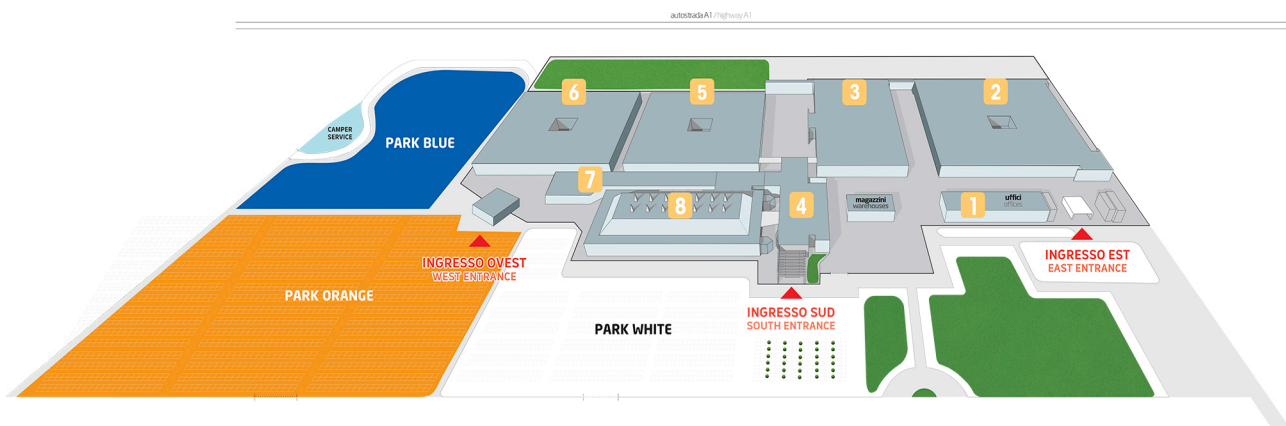 autostrada A1 / highway A1
6
5
3
2
CAMPER
SERVICE
PARK BLUE
7
8
4
magazzini
warehouses
1
uffici
offices
INGRESSO OVEST
WEST ENTRANCE
INGRESSO EST
EAST ENTRANCE
PARK ORANGE
INGRESSO SUD
SOUTH ENTRANCE
PARK WHITE